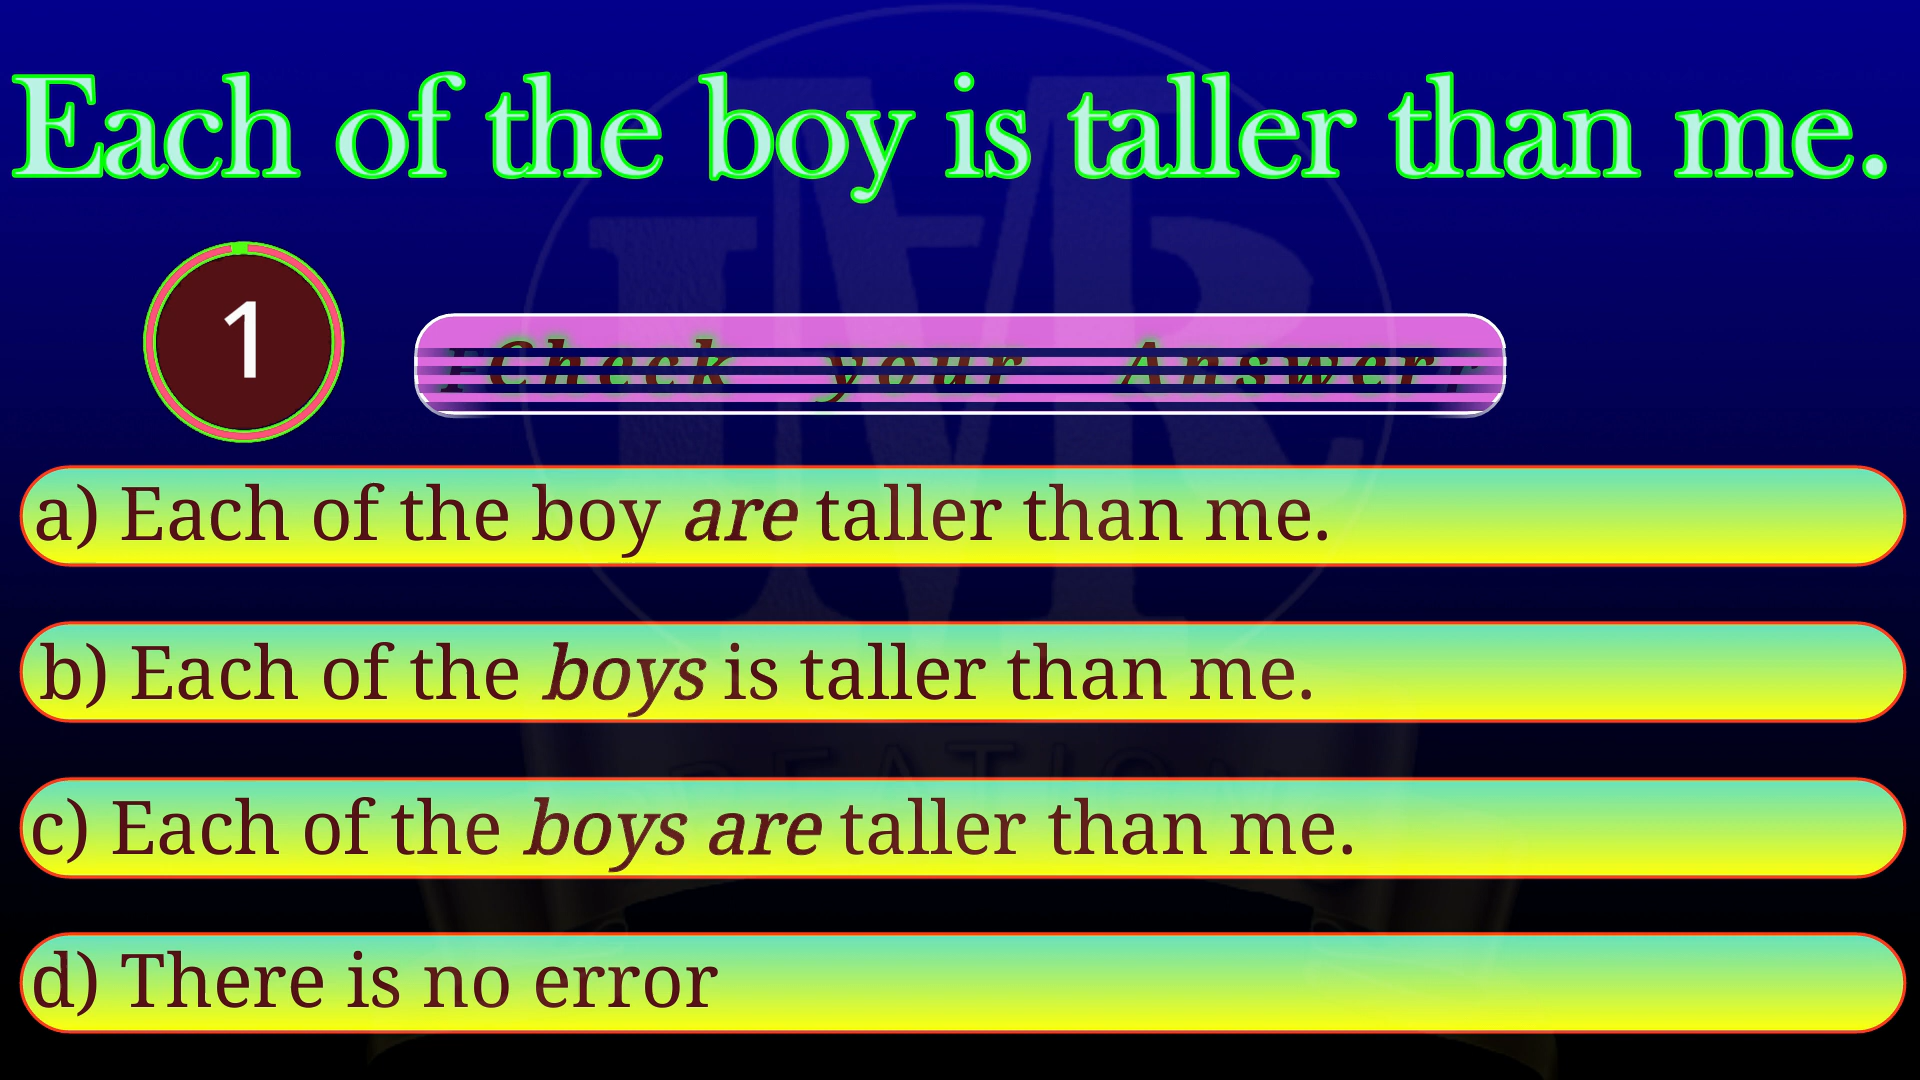 Each of the boy is taller than me.
1
Check your Answer
a) Each of the boy are taller than me.
b) Each of the boys is taller than me.
c) Each of the boys are taller than me.
d) There is no error